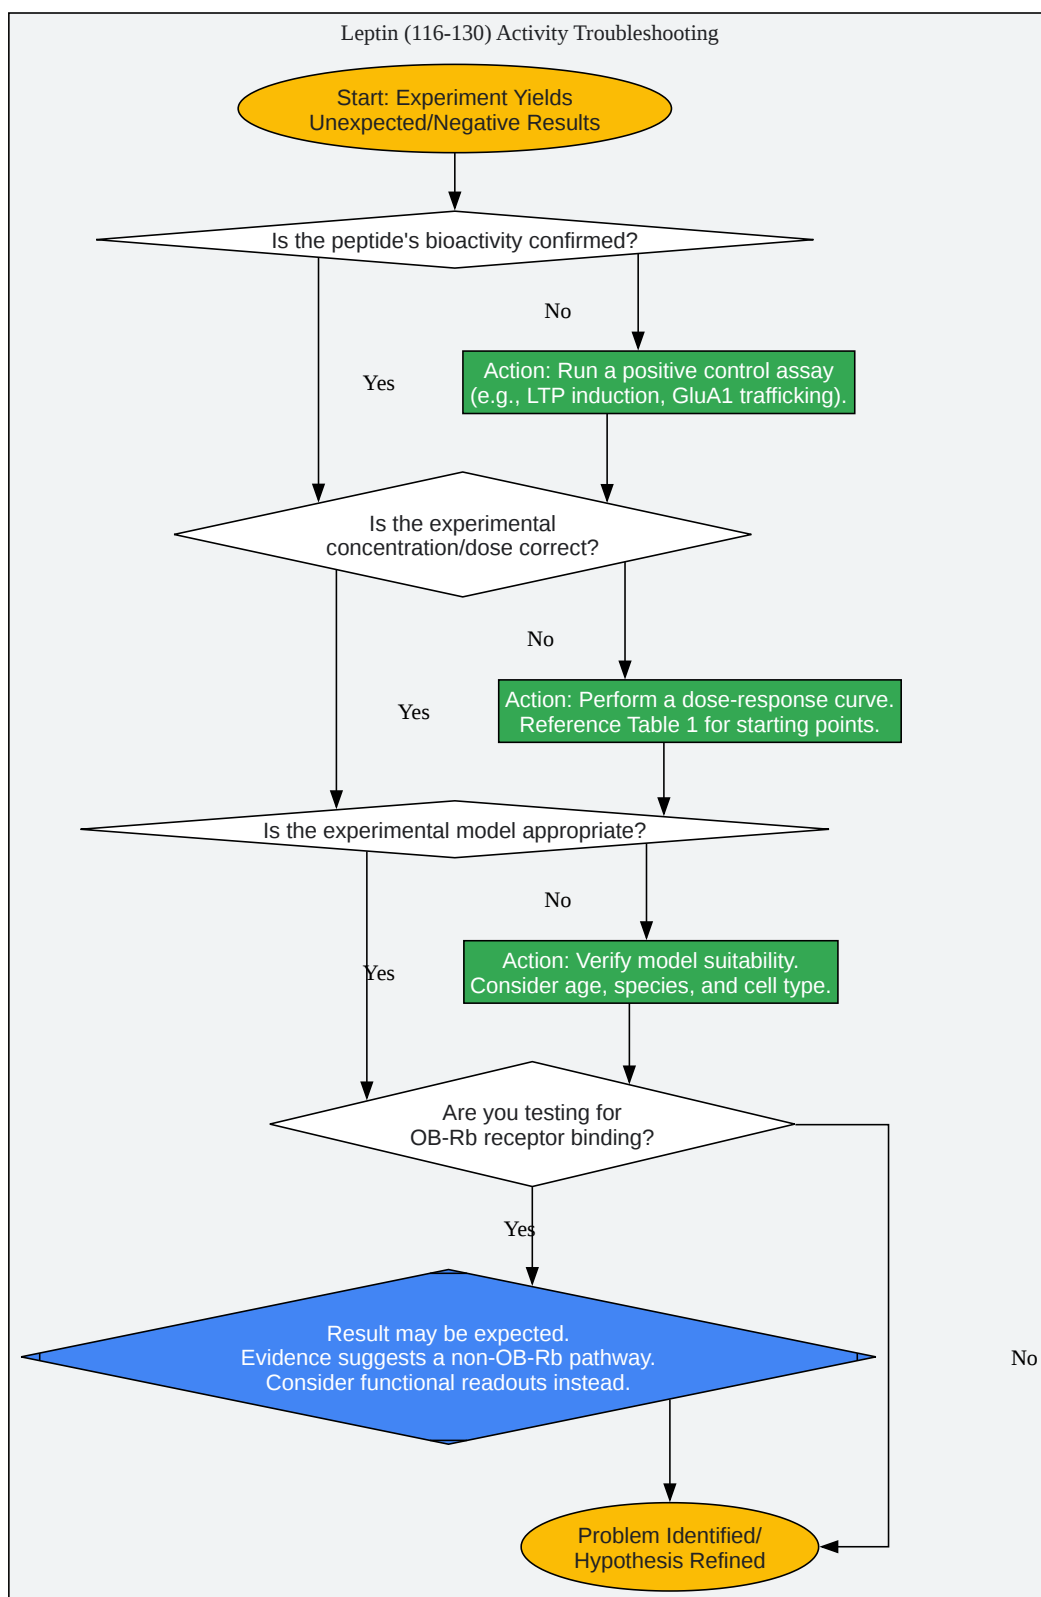 Leptin (116-130) Activity Troubleshooting
Start: Experiment Yields
Unexpected/Negative Results
Is the peptide's bioactivity confirmed?
No
Yes
Action: Run a positive control assay
(e.g., LTP induction, GluA1 trafficking).
Is the experimental
concentration/dose correct?
No
Yes
Action: Perform a dose-response curve.
Reference Table 1 for starting points.
Is the experimental model appropriate?
No
Yes
Action: Verify model suitability.
Consider age, species, and cell type.
Are you testing for
OB-Rb receptor binding?
Yes
Result may be expected.
Evidence suggests a non-OB-Rb pathway.
Consider functional readouts instead.
No
Problem Identified/
Hypothesis Refined